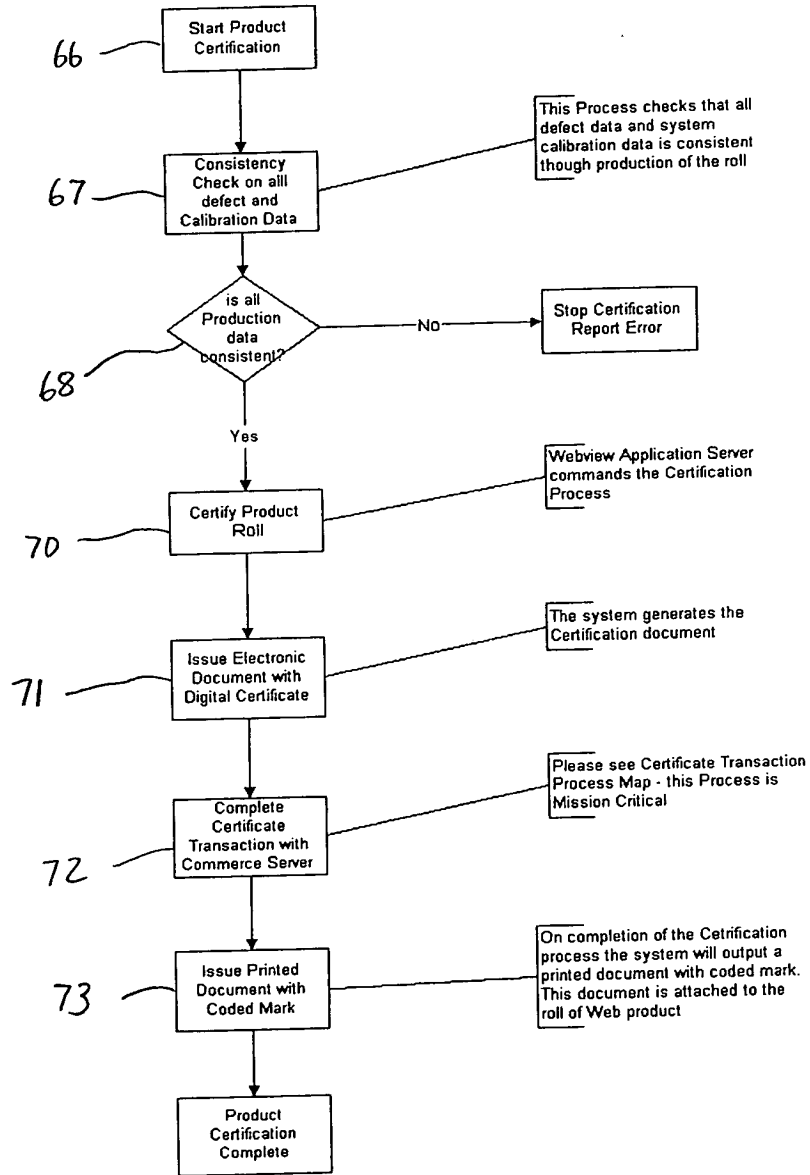 66
Start Product
Certification
67
Consistency
Check on alll
defect and
Calibration Data
This Process checks that all
defect data and system
calibration data is consistent
though production of the roll
68
is all
Production
data
consistent?
No
Stop Certification
Report Error
Yes
70
Certify Product
Roll
Webview Application Server
commands the Certification
Process
71
Issue Electronic
Document with
Digital Certificate
The system generates the
Certification document
72
Complete
Certificate
Transaction with
Commerce Server
Please see Certificate Transaction
Process Map - this Process is
Mission Critical
73
Issue Printed
Document with
Coded Mark
On completion of the Cetrification
process the system will output a
printed document with coded mark.
This document is attached to the
roll of Web product
Product
Certification
Complete